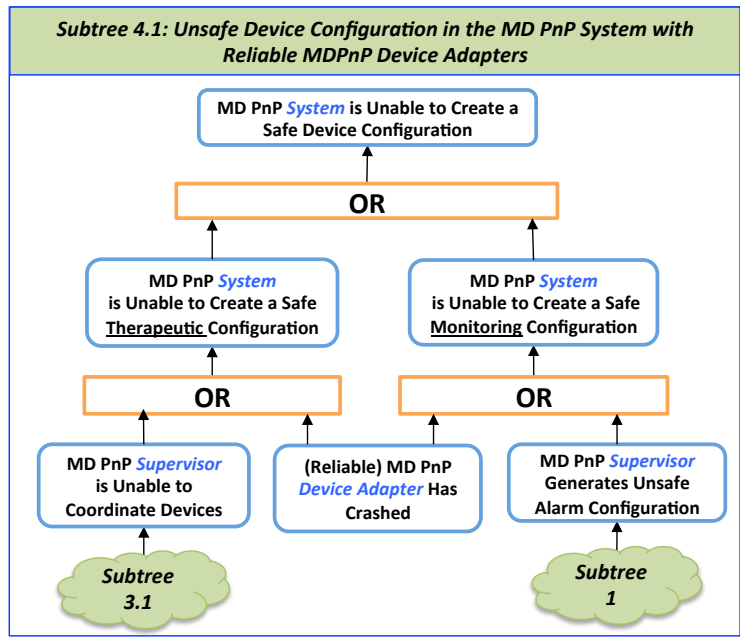 Subtree 4.1: Unsafe Device Configuration in the MD PnP System with
Reliable MDPnP Device Adapters
MD PnP System is Unable to Create a
Safe Device Configuration
OR
MD PnP System
is Unable to Create a Safe
Therapeutic Configuration
MD PnP System
is Unable to Create a Safe
Monitoring Configuration
OR
OR
MD PnP Supervisor
is Unable to
Coordinate Devices
(Reliable) MD PnP
Device Adapter Has
Crashed
MD PnP Supervisor
Generates Unsafe
Alarm Configuration
Subtree
3.1
Subtree
1